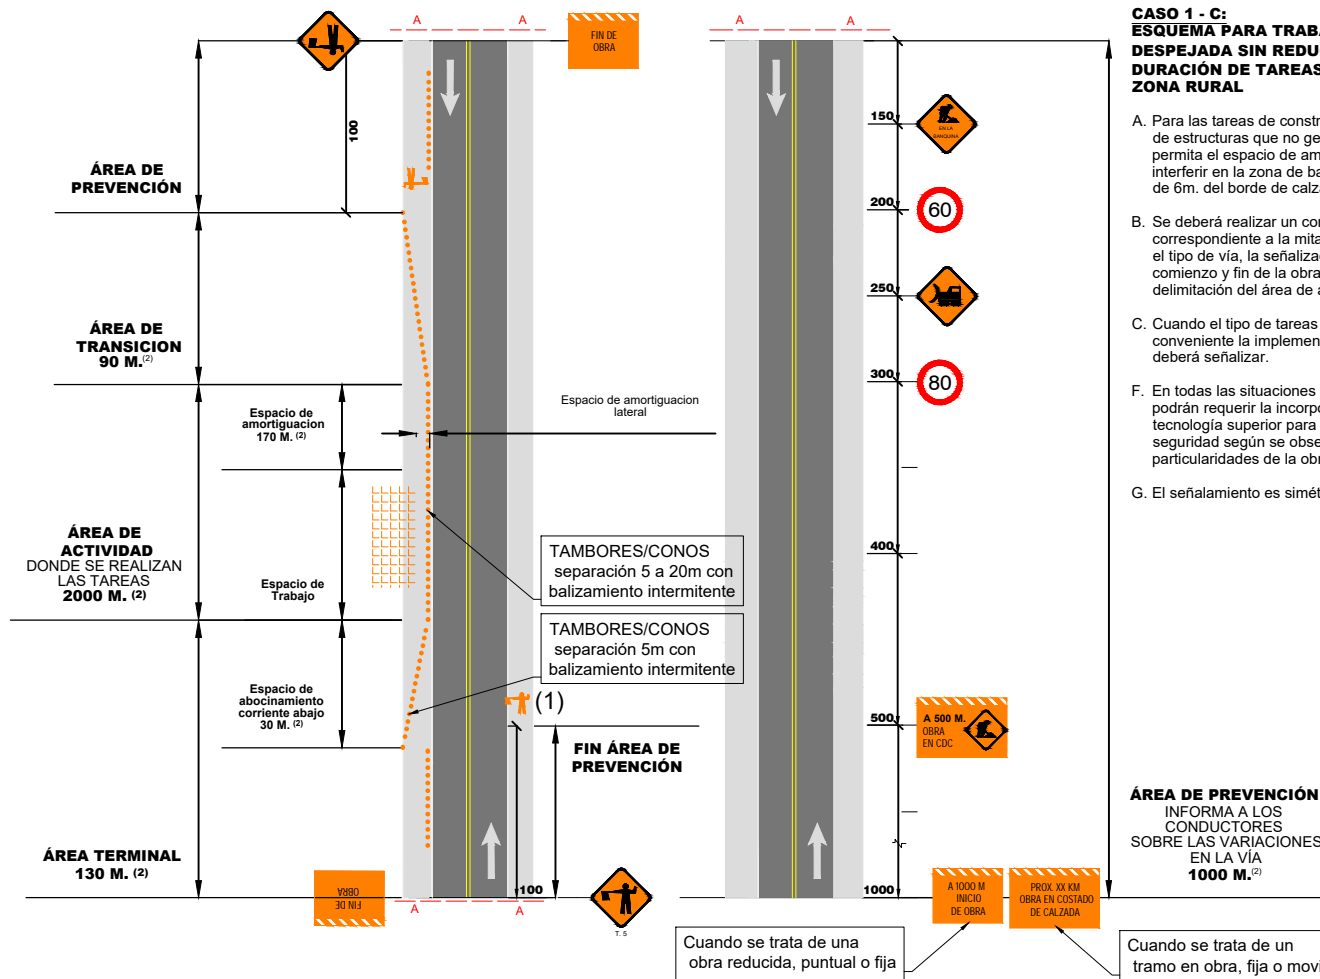 A
A
FIN DE
OBRA
100
ÁREA DE
PREVENCIÓN
ÁREA DE
TRANSICION
90 M.(2)
Espacio de
amortiguacion
170 M. (2)
Espacio de amortiguacion
lateral
ÁREA DE
ACTIVIDAD
DONDE SE REALIZAN
LAS TAREAS
2000 M. (2)
Espacio de
Trabajo
TAMBORES/CONOS
separación 5 a 20m con
balizamiento intermitente
TAMBORES/CONOS
separación 5m con
balizamiento intermitente
Espacio de
abocinamiento
corriente abajo
30 M. (2)
(1)
FIN ÁREA DE
PREVENCIÓN
ÁREA TERMINAL
130 M. (2)
FIN DE
OBRA
A
A
100
T. 5
A
A
150
EN LA
BANQUINA
200
60
250
300
80
400
500
A 500 M.
OBRA
EN CDC
1000
A 1000 M
INICIO
DE OBRA
PROX. XX KM
OBRA EN COSTADO
DE CALZADA
Cuando se trata de una
obra reducida, puntual o fija
Cuando se trata de un
tramo en obra, fija o movi
ÁREA DE PREVENCIÓN
INFORMA A LOS
CONDUCTORES
SOBRE LAS VARIACIONES
EN LA VÍA
1000 M.(2)
CASO 1 - C:
ESQUEMA PARA TRABA
DESPEJADA SIN REDU
DURACIÓN DE TAREAS
ZONA RURAL
A. Para las tareas de constr
de estructuras que no ge
permita el espacio de am
interferir en la zona de ba
de 6m. del borde de calza
B. Se deberá realizar un cor
correspondiente a la mita
el tipo de vía, la señaliza
comienzo y fin de la obra
delimitación del área de a
C. Cuando el tipo de tareas
conveniente la implemen
deberá señalizar.
F. En todas las situaciones
podrán requerir la incorpo
tecnología superior para
seguridad según se obse
particularidades de la obr
G. El señalamiento es simét